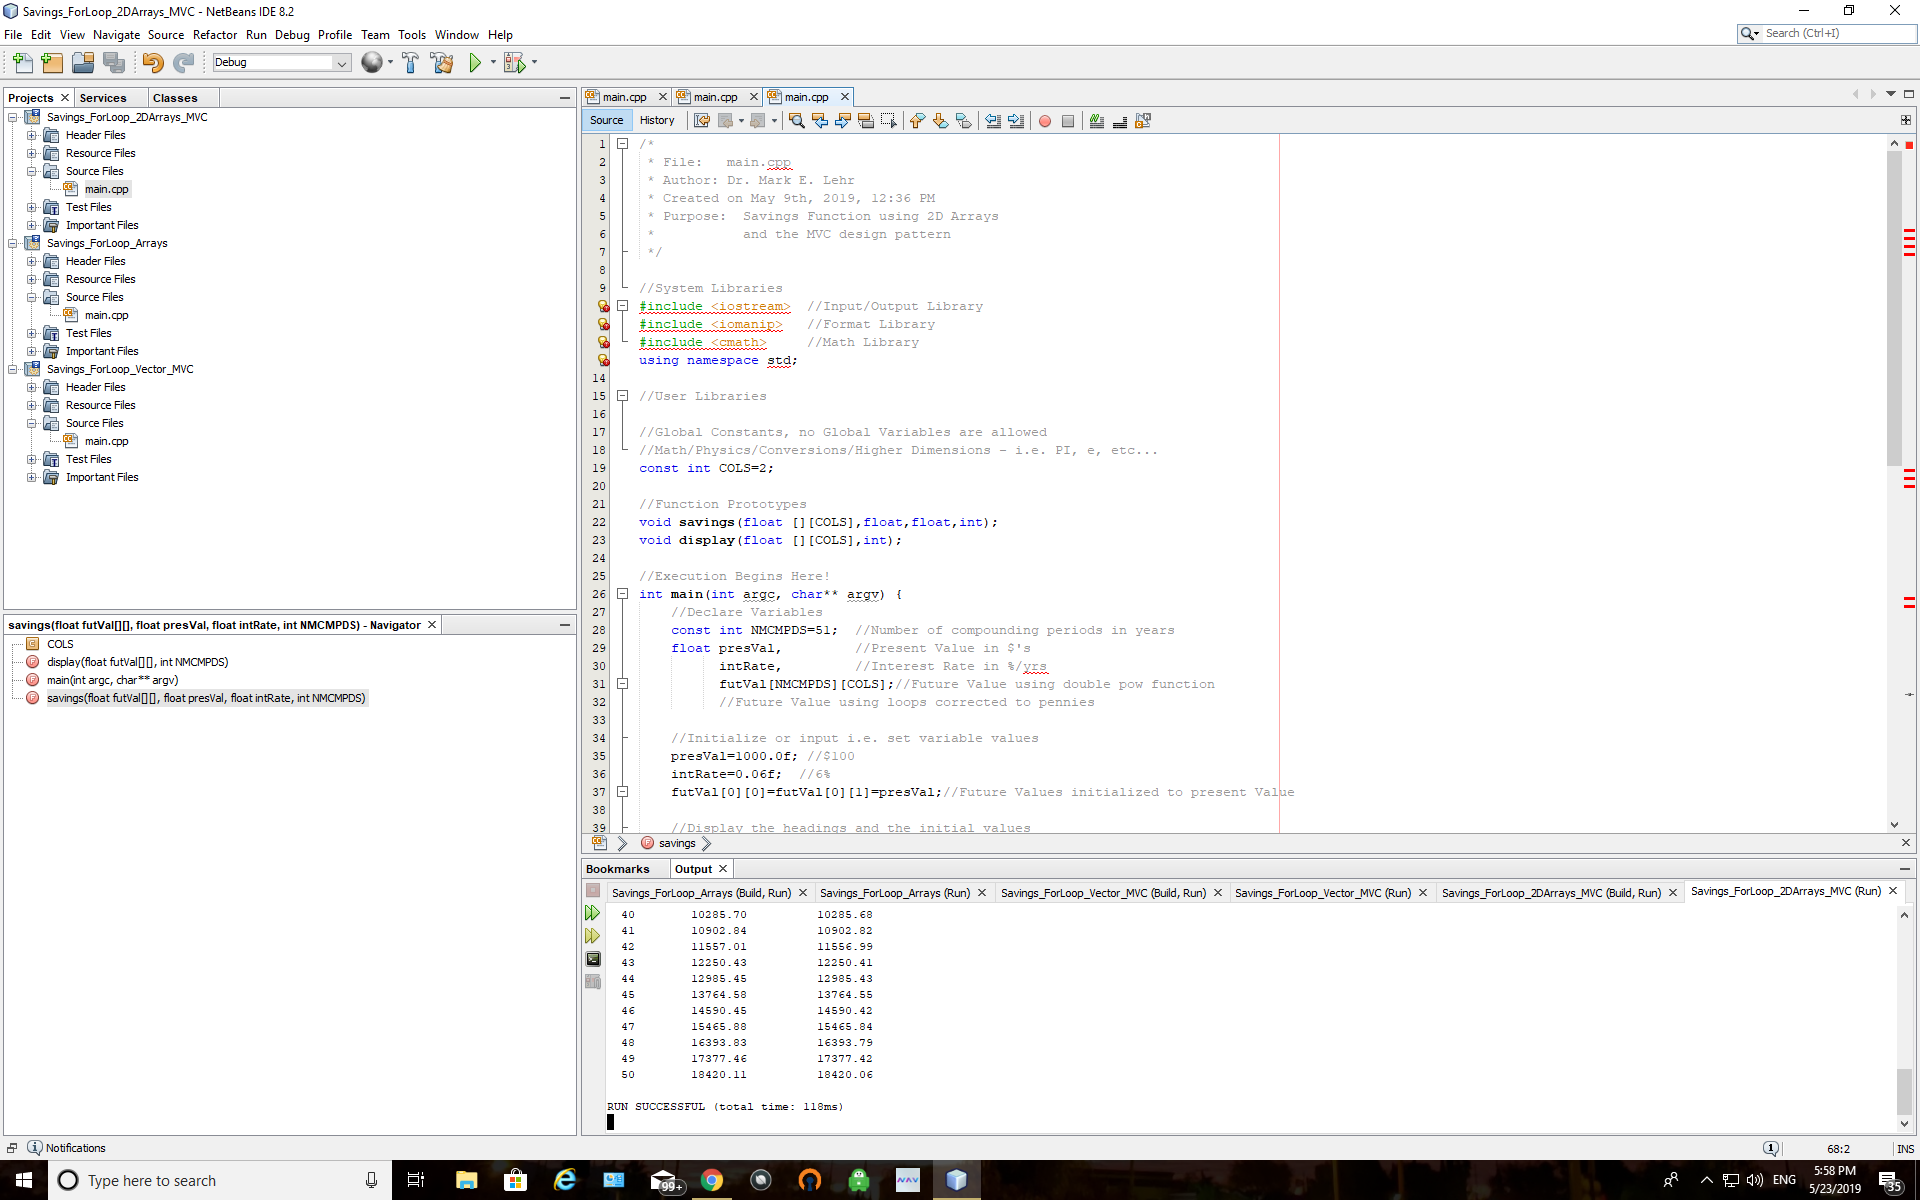 Savings_ForLoop_2DArrays_MVC - NetBeans IDE 8.2
File Edit View Navigate Source Refactor Run Debug Profile Team Tools Window Help
Search (Ctrl+I)
Debug
Projects Services Classes
Savings_ForLoop_2DArrays_MVC
Header Files
Resource Files
Source Files
main.cpp
Test Files
Important Files
Savings_ForLoop_Arrays
Header Files
Resource Files
Source Files
main.cpp
Test Files
Important Files
Savings_ForLoop_Vector_MVC
Header Files
Resource Files
Source Files
main.cpp
Test Files
Important Files
savings(float futVal[][], float presVal, float intRate, int NMCMPDS) - Navigator
COLS
display(float futVal[][], int NMCMPDS)
main(int argc, char** argv)
savings(float futVal[][], float presVal, float intRate, int NMCMPDS)
main.cpp main.cpp main.cpp
Source History
1 /*
2 * File:   main.cpp
3 * Author: Dr. Mark E. Lehr
4 * Created on May 9th, 2019, 12:36 PM
5 * Purpose:  Savings Function using 2D Arrays
6 *           and the MVC design pattern
7 */
8
9 //System Libraries
#include <iostream>  //Input/Output Library
#include <iomanip>   //Format Library
#include <cmath>     //Math Library
using namespace std;
14
15 //User Libraries
16
17 //Global Constants, no Global Variables are allowed
18 //Math/Physics/Conversions/Higher Dimensions - i.e. PI, e, etc...
19 const int COLS=2;
20
21 //Function Prototypes
22 void savings(float [][COLS],float,float,int);
23 void display(float [][COLS],int);
24
25 //Execution Begins Here!
26 int main(int argc, char** argv) {
27 //Declare Variables
28 const int NMCMPDS=51;  //Number of compounding periods in years
29 float presVal,         //Present Value in $'s
30 intRate,         //Interest Rate in %/yrs
31 futVal[NMCMPDS][COLS];//Future Value using double pow function
32 //Future Value using loops corrected to pennies
33
34 //Initialize or input i.e. set variable values
35 presVal=1000.0f; //$100
36 intRate=0.06f;  //6%
37 futVal[0][0]=futVal[0][1]=presVal;//Future Values initialized to present Value
38
39 //Display the headings and the initial values
savings
Bookmarks Output
Savings_ForLoop_Arrays (Build, Run) Savings_ForLoop_Arrays (Run) Savings_ForLoop_Vector_MVC (Build, Run) Savings_ForLoop_Vector_MVC (Run) Savings_ForLoop_2DArrays_MVC (Build, Run) Savings_ForLoop_2DArrays_MVC (Run)
40 10285.70 10285.68
41 10902.84 10902.82
42 11557.01 11556.99
43 12250.43 12250.41
44 12985.45 12985.43
45 13764.58 13764.55
46 14590.45 14590.42
47 15465.88 15465.84
48 16393.83 16393.79
49 17377.46 17377.42
50 18420.11 18420.06
RUN SUCCESSFUL (total time: 118ms)
Notifications
1
68:2 INS
Type here to search
99+
ENG
5:58 PM
5/23/2019
35